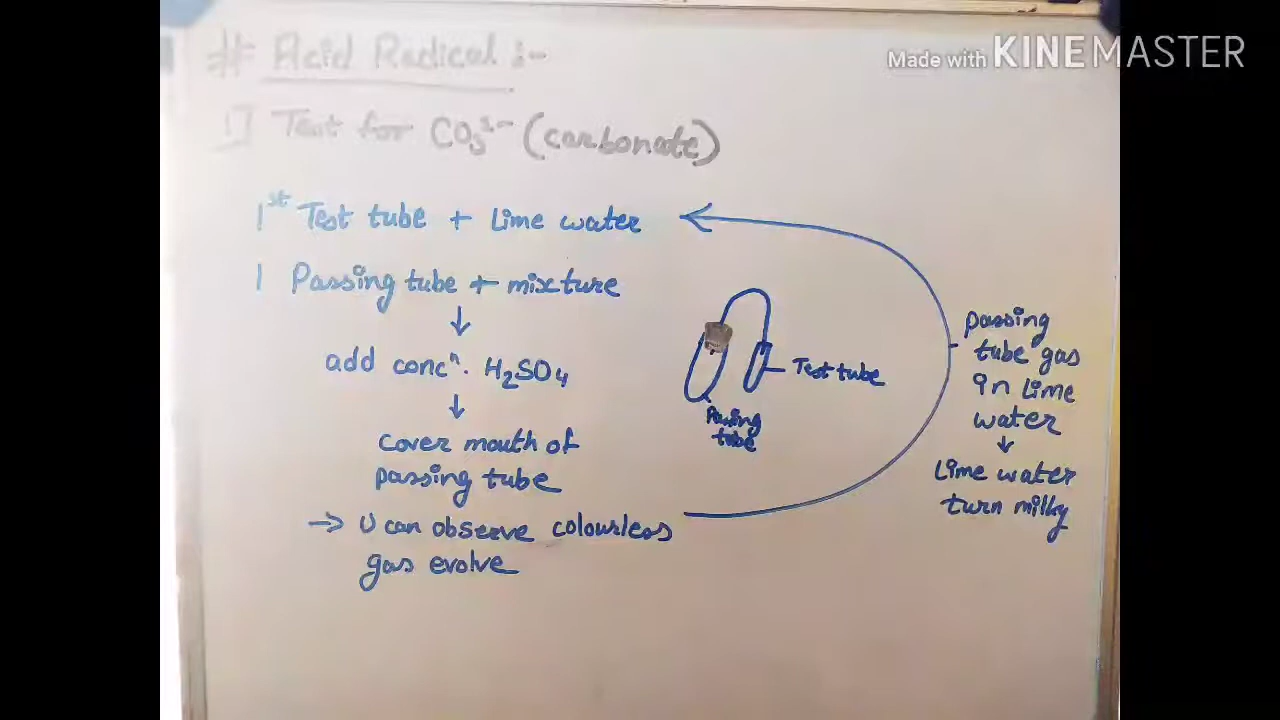 Made with KINEMASTER
# Acid Radical :-
1] Test for CO₃²⁻ (carbonate)
1st Test tube + Lime water
1 Passing tube + mixture
↓
add concⁿ. H₂SO₄
↓
cover mouth of
passing tube
→ U can observe colourless
gas evolve
Passing
tube
Test tube
passing
tube gas
in Lime
water
↓
Lime water
turn milky